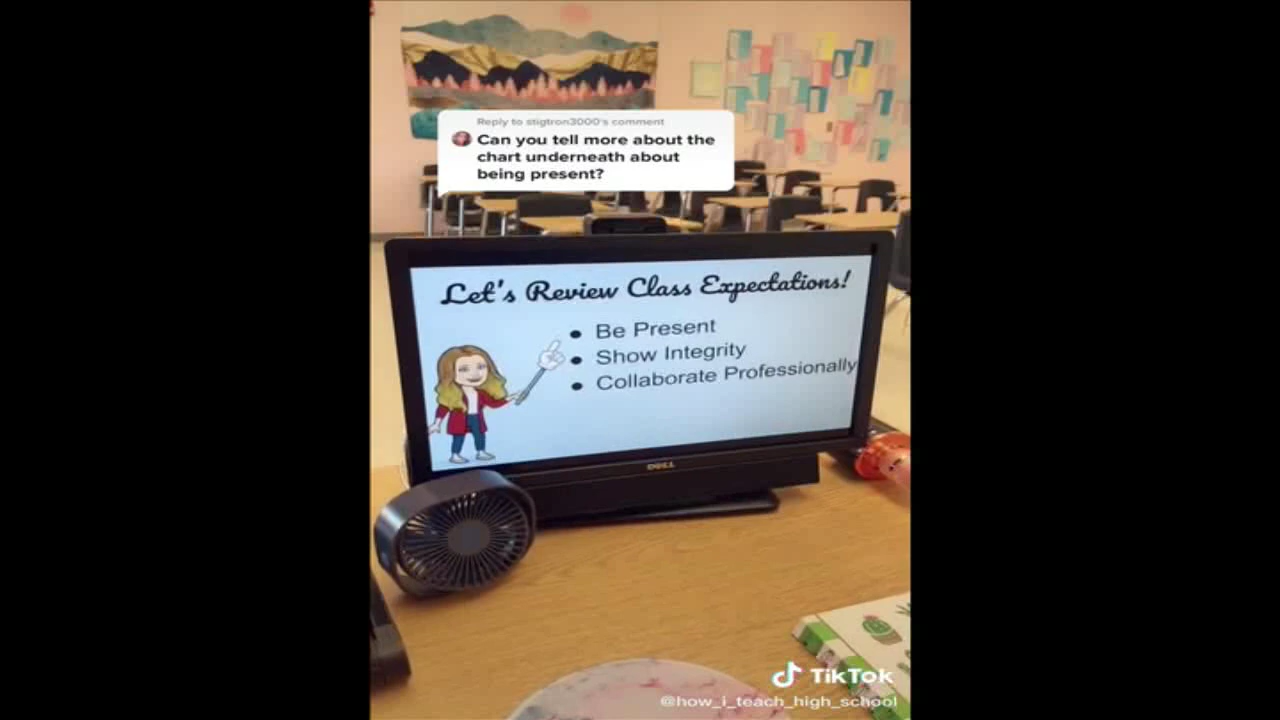 Reply to stigtron3000's comment
Can you tell more about the
chart underneath about
being present?
Let's Review Class Expectations!
● Be Present
● Show Integrity
● Collaborate Professionally
DELL
TikTok
@how_i_teach_high_school